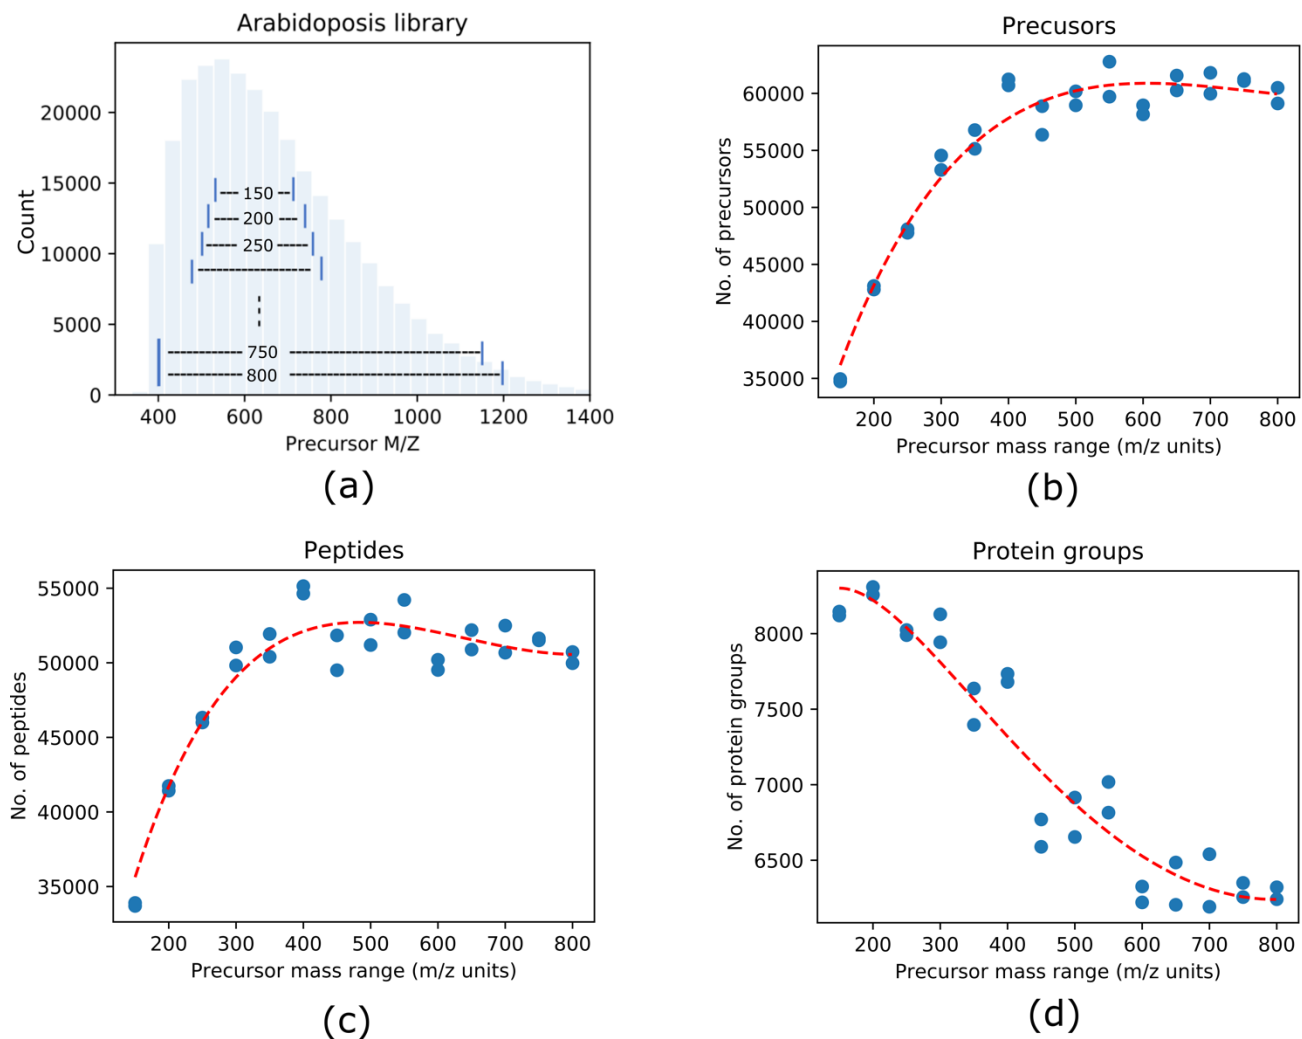 Arabidoposis library
Count
20000
15000
10000
5000
0
150
200
250
750
800
400 600 800 1000 1200 1400
Precursor M/Z
(a)
Precusors
No. of precursors
60000
55000
50000
45000
40000
35000
200 300 400 500 600 700 800
Precursor mass range (m/z units)
(b)
Peptides
No. of peptides
55000
50000
45000
40000
35000
200 300 400 500 600 700 800
Precursor mass range (m/z units)
(c)
Protein groups
No. of protein groups
8000
7500
7000
6500
200 300 400 500 600 700 800
Precursor mass range (m/z units)
(d)